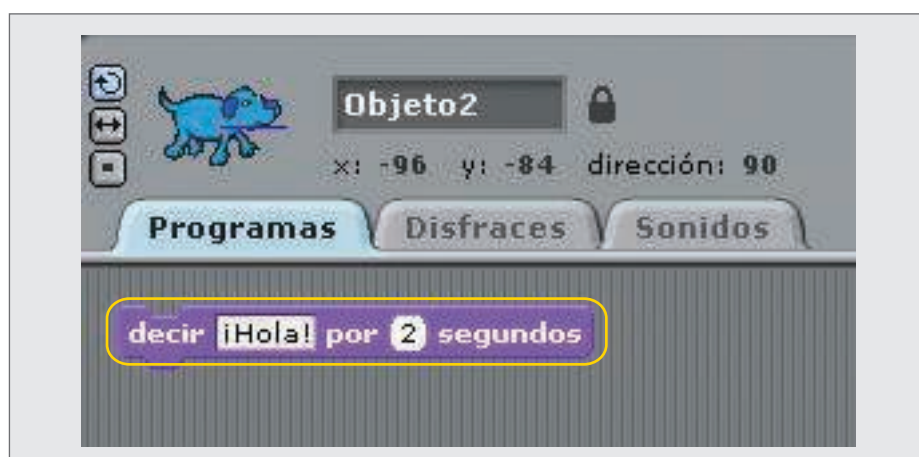 Objeto2
x: -96 y: -84 dirección: 90
Programas Disfraces Sonidos
decir ¡Hola! por 2 segundos